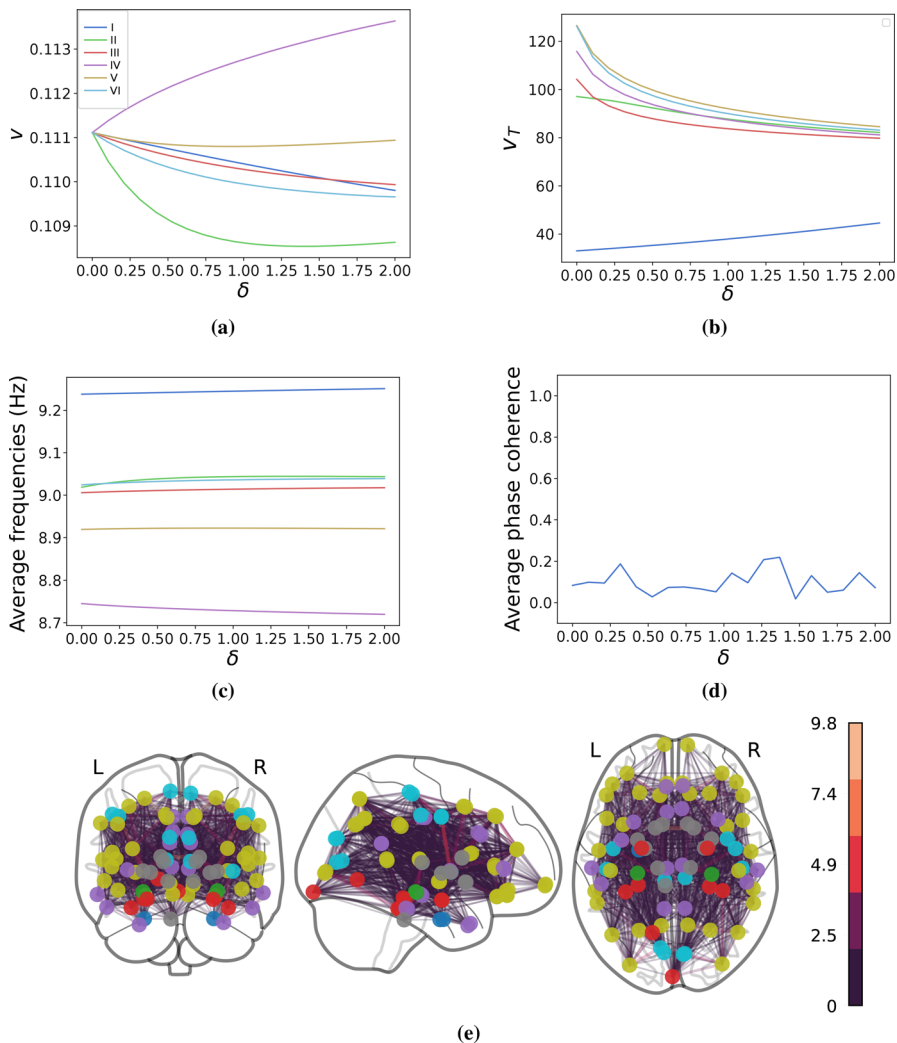 0.113
0.112
0.111
0.110
0.109
v
I
II
III
IV
V
VI
0.00 0.25 0.50 0.75 1.00 1.25 1.50 1.75 2.00
δ
(a)
120
100
80
60
40
v_T
0.00 0.25 0.50 0.75 1.00 1.25 1.50 1.75 2.00
δ
(b)
Average frequencies (Hz)
9.2
9.1
9.0
8.9
8.8
8.7
0.00 0.25 0.50 0.75 1.00 1.25 1.50 1.75 2.00
δ
(c)
Average phase coherence
1.0
0.8
0.6
0.4
0.2
0.0
0.00 0.25 0.50 0.75 1.00 1.25 1.50 1.75 2.00
δ
(d)
L R
L R
9.8
7.4
4.9
2.5
0
(e)